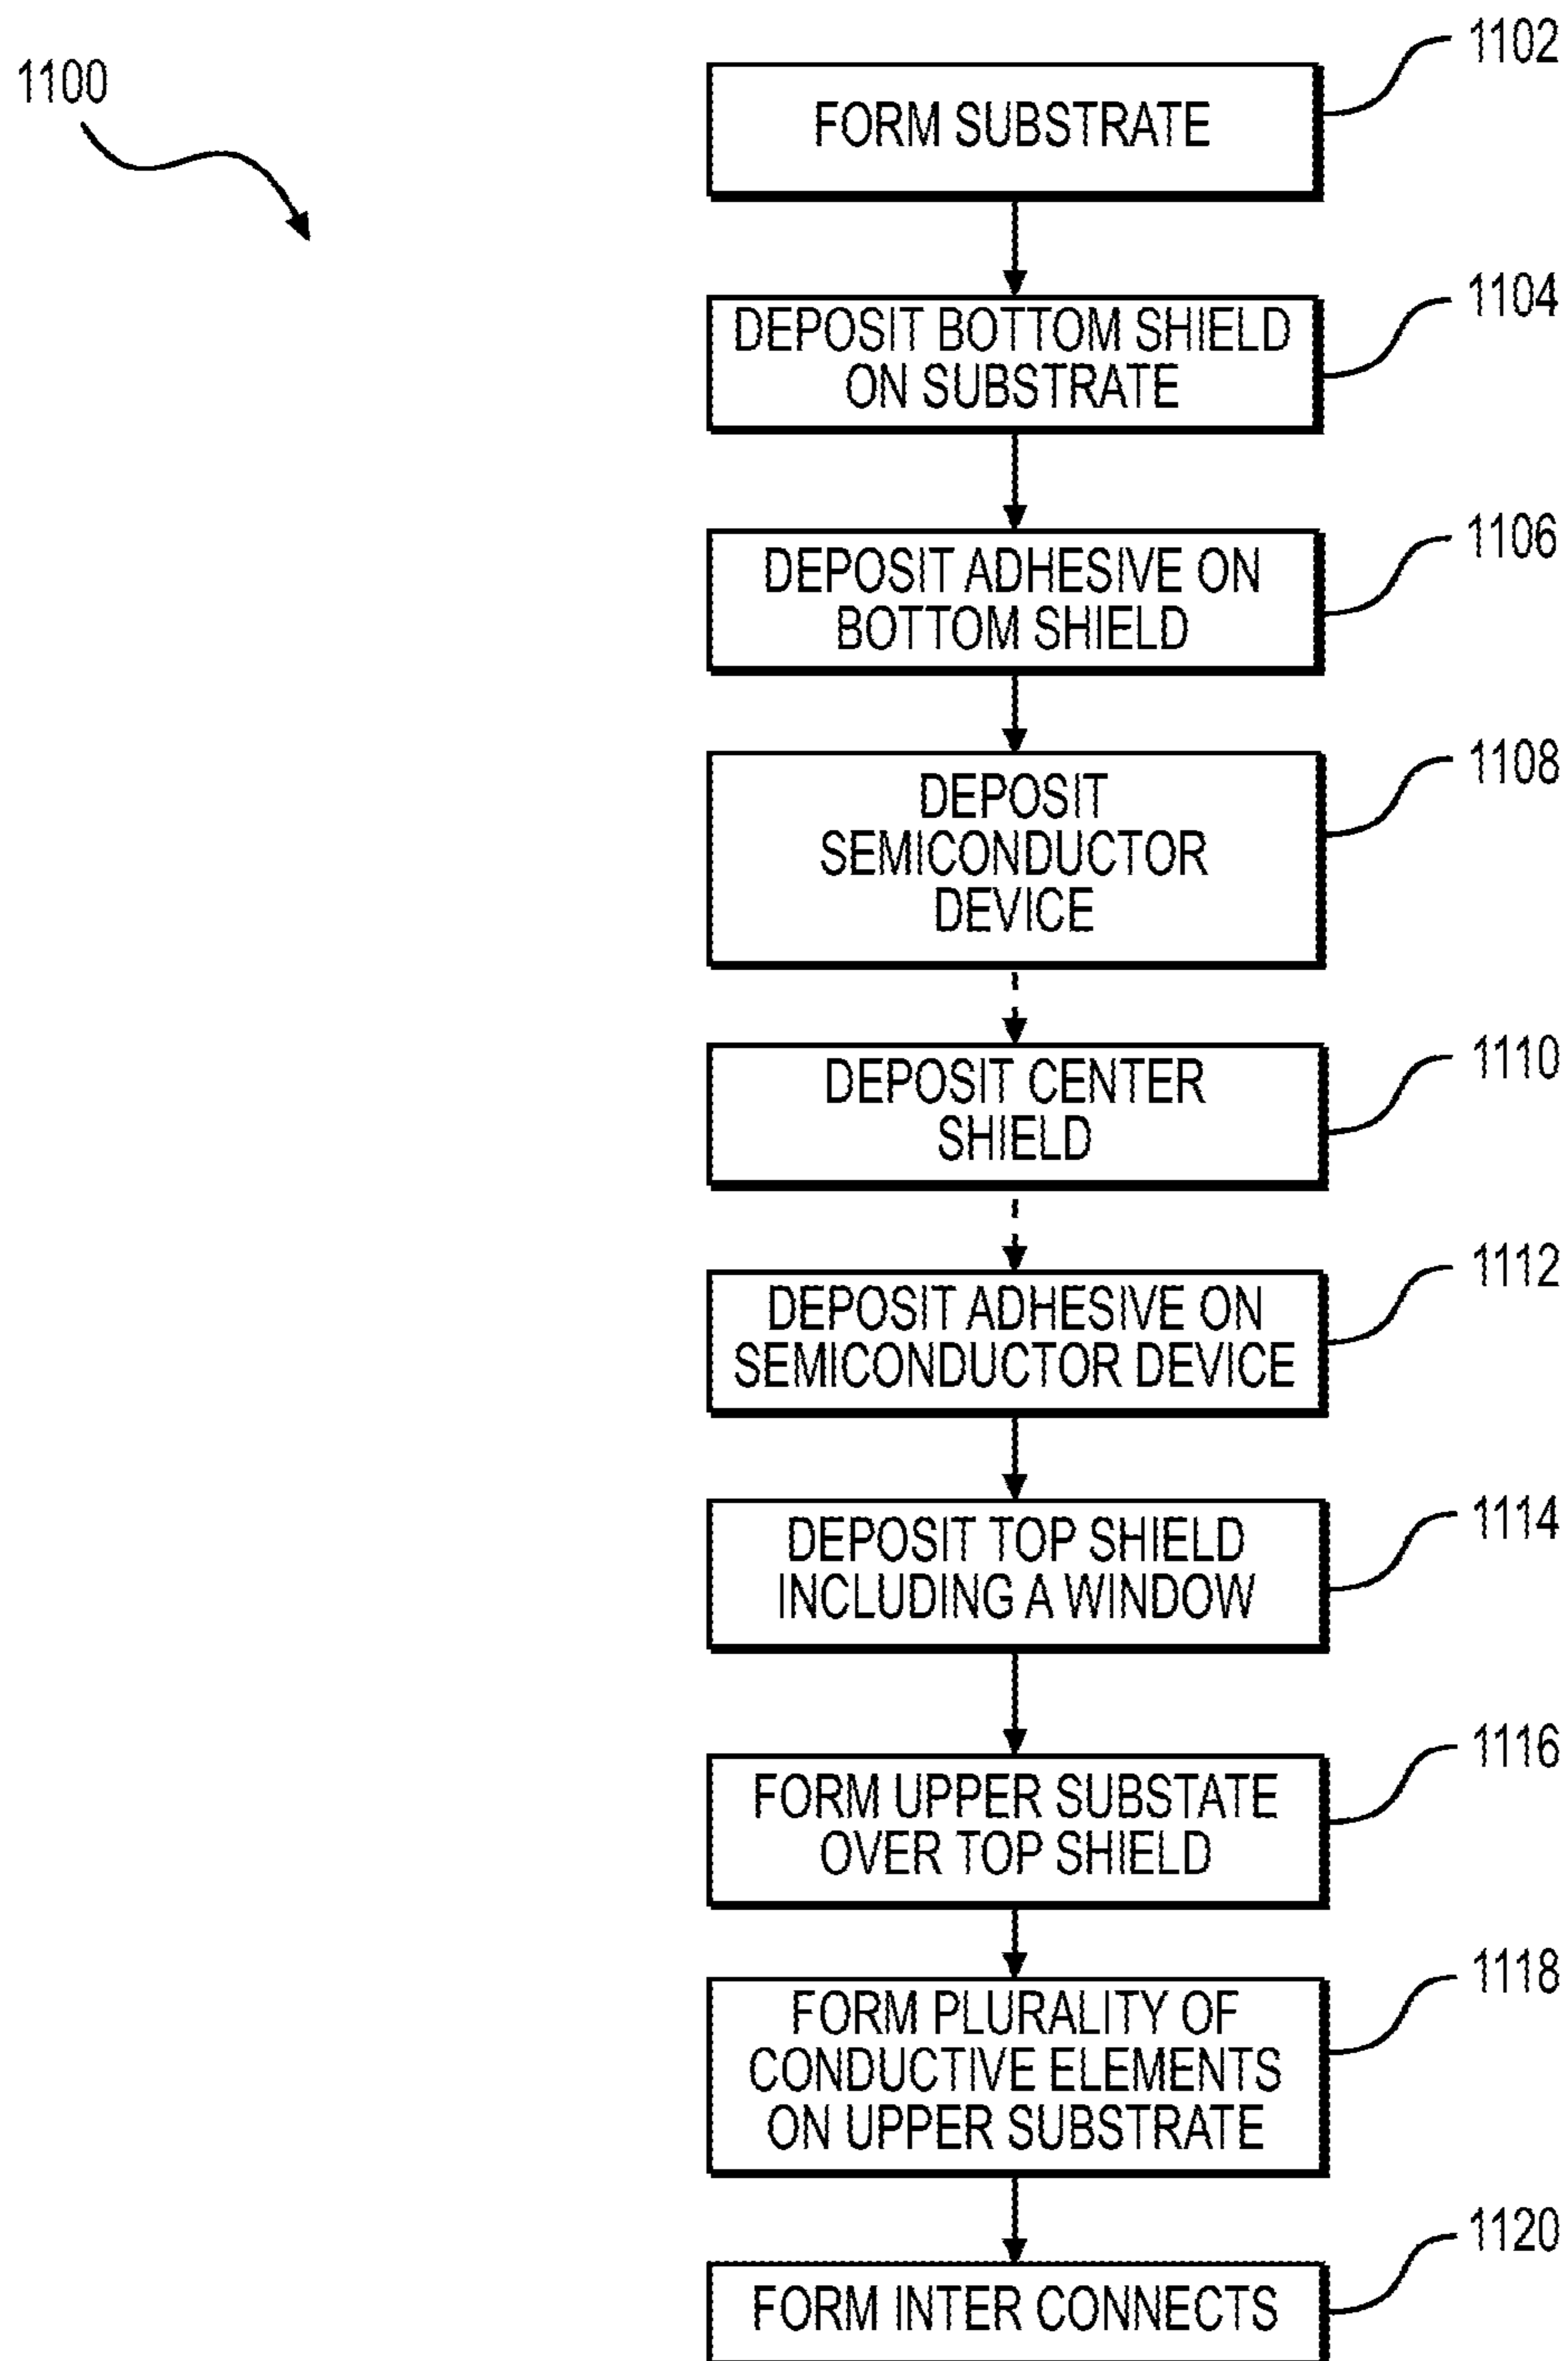 1100
1102
FORM SUBSTRATE
1104
DEPOSIT BOTTOM SHIELD
ON SUBSTRATE
1106
DEPOSIT ADHESIVE ON
BOTTOM SHIELD
1108
DEPOSIT
SEMICONDUCTOR
DEVICE
1110
DEPOSIT CENTER
SHIELD
1112
DEPOSIT ADHESIVE ON
SEMICONDUCTOR DEVICE
1114
DEPOSIT TOP SHIELD
INCLUDING A WINDOW
1116
FORM UPPER SUBSTATE
OVER TOP SHIELD
1118
FORM PLURALITY OF
CONDUCTIVE ELEMENTS
ON UPPER SUBSTRATE
1120
FORM INTER CONNECTS